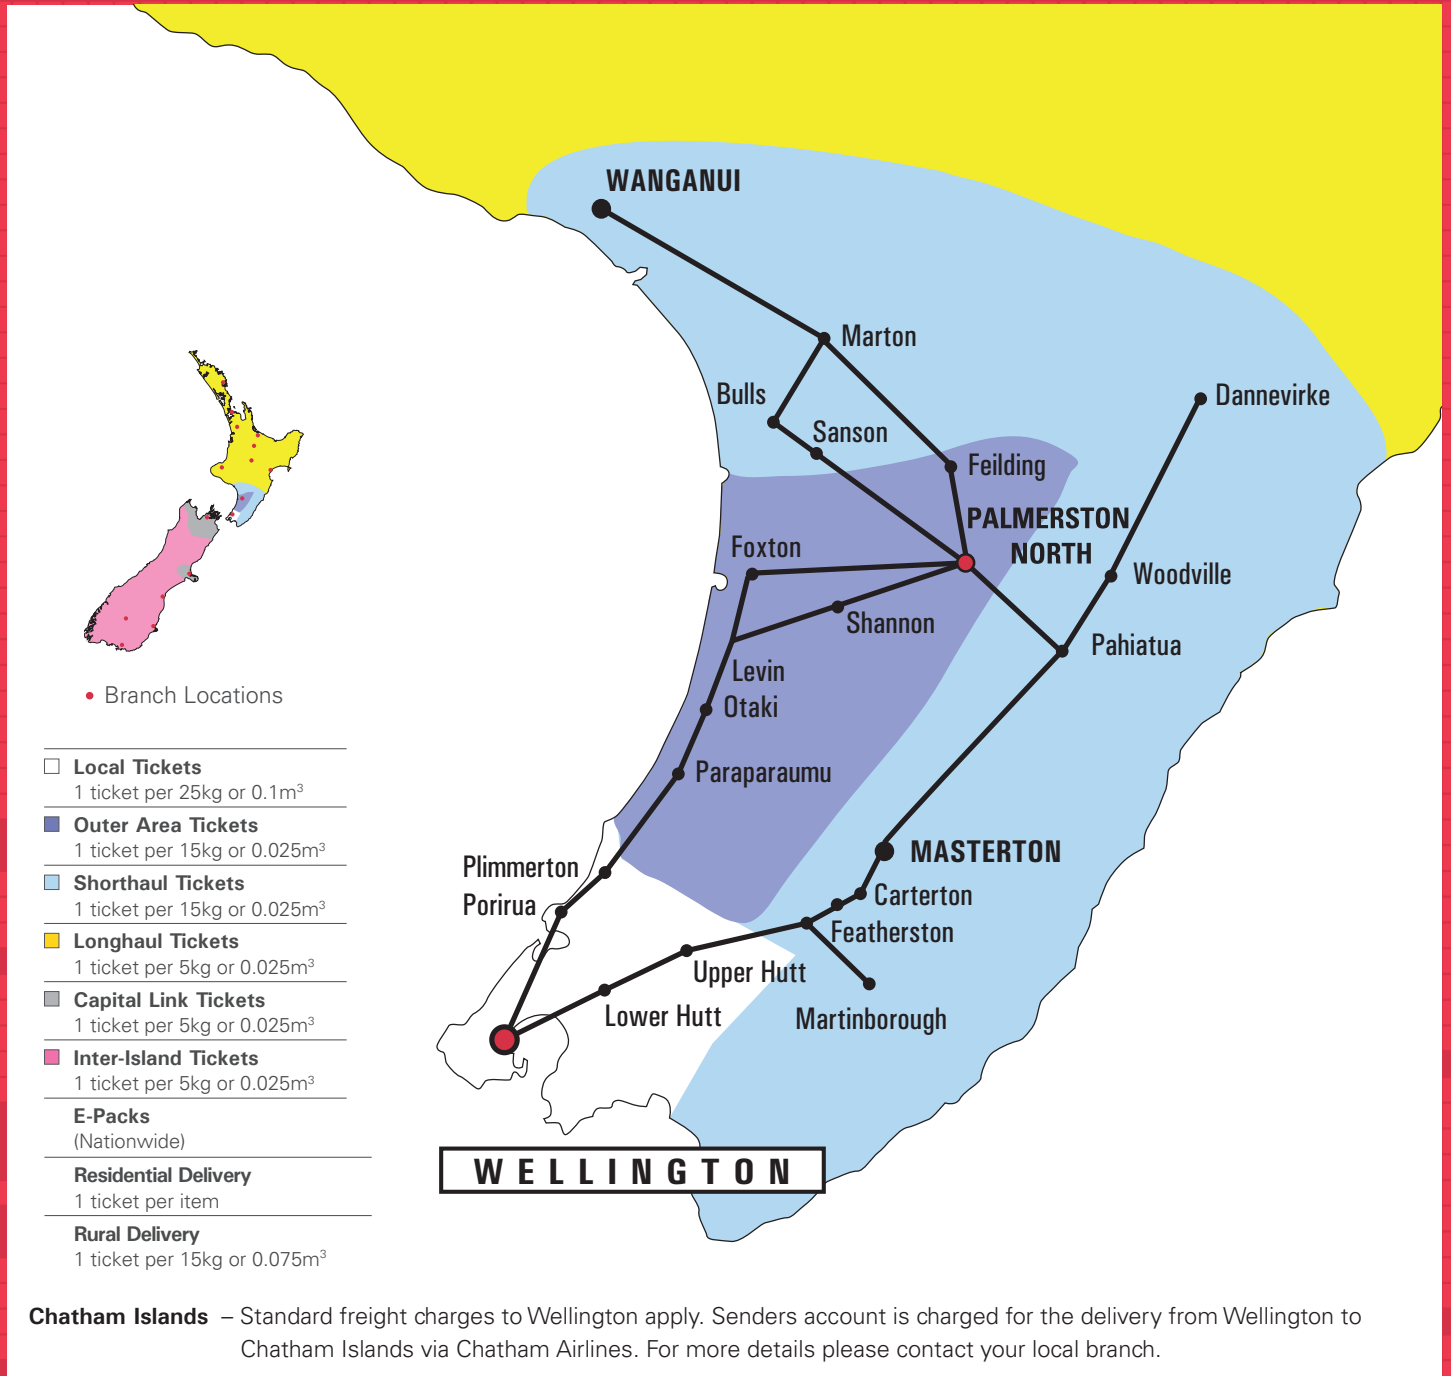 WANGANUI
Marton
Bulls
Dannevirke
Sanson
Feilding
PALMERSTON
NORTH
Foxton
Woodville
Shannon
Pahiatua
Levin
Otaki
Paraparaumu
MASTERTON
Plimmerton
Carterton
Porirua
Featherston
Upper Hutt
Lower Hutt
Martinborough
WELLINGTON
Branch Locations
Local Tickets
1 ticket per 25kg or 0.1m³
Outer Area Tickets
1 ticket per 15kg or 0.025m³
Shorthaul Tickets
1 ticket per 15kg or 0.025m³
Longhaul Tickets
1 ticket per 5kg or 0.025m³
Capital Link Tickets
1 ticket per 5kg or 0.025m³
Inter-Island Tickets
1 ticket per 5kg or 0.025m³
E-Packs
(Nationwide)
Residential Delivery
1 ticket per item
Rural Delivery
1 ticket per 15kg or 0.075m³
Chatham Islands – Standard freight charges to Wellington apply. Senders account is charged for the delivery from Wellington to
Chatham Islands via Chatham Airlines. For more details please contact your local branch.